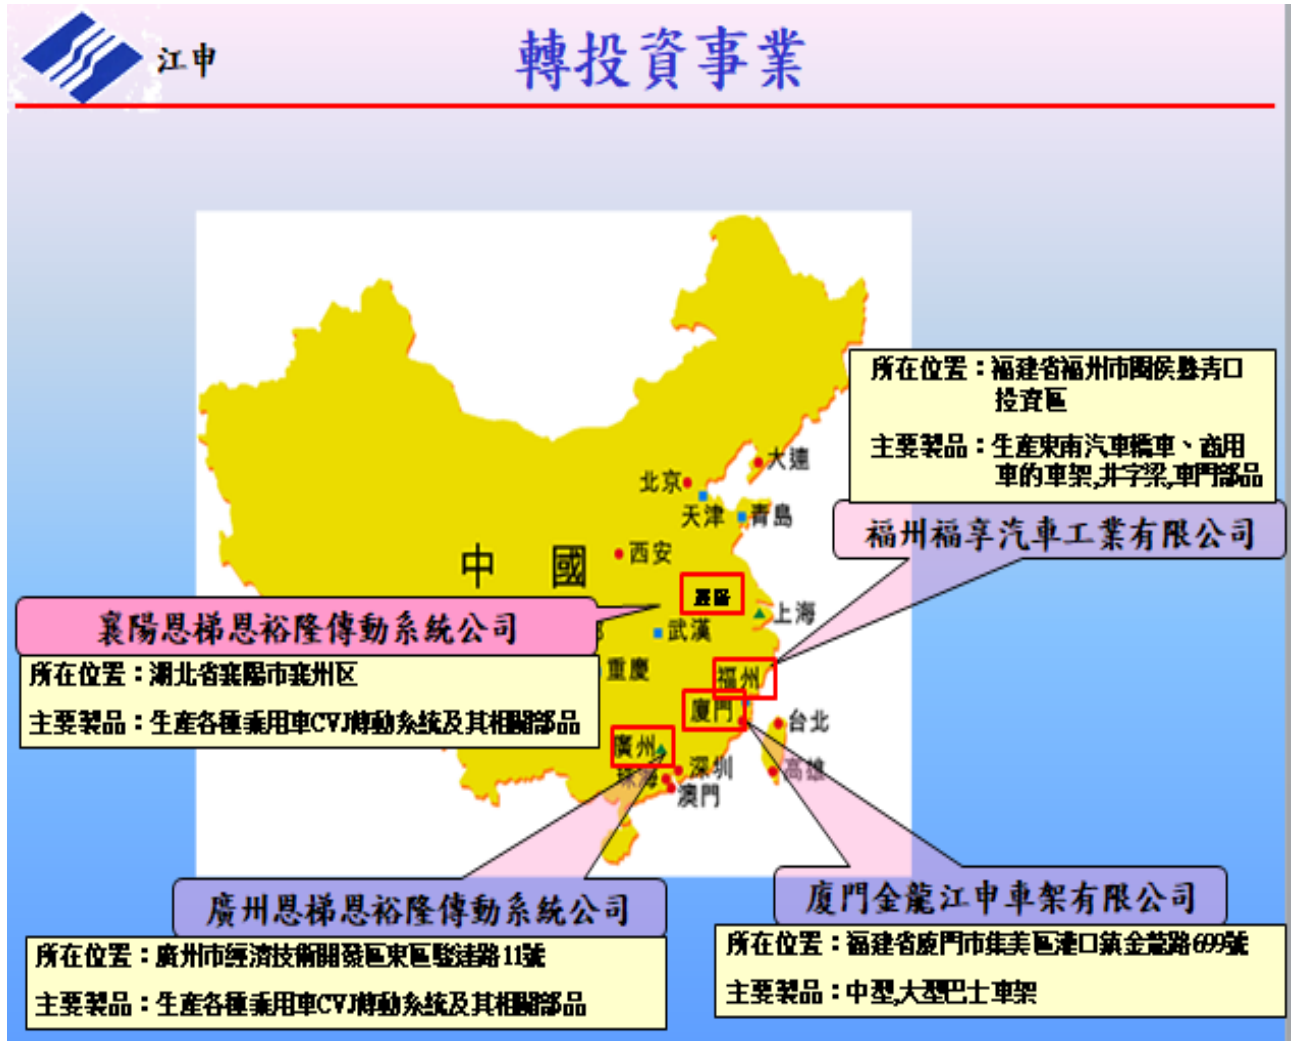 江申
轉投資事業
所在位置：福建省福州市閩侯縣青口
投資區
主要製品：生產東南汽車轎車、商用
車的車架,井字梁,車門部品
福州福享汽車工業有限公司
大連
北京
天津
青島
西安
中國
襄陽
上海
襄陽恩梯恩裕隆傳動系統公司
武漢
所在位置：湖北省襄陽市襄州区
主要製品：生產各種乘用車CVJ傳動系統及其相關部品
重慶
福州
廈門
台北
廣州
深圳
高雄
珠海
澳門
廣州恩梯恩裕隆傳動系統公司
所在位置：廣州市經濟技術開發區東區駿達路11號
主要製品：生產各種乘用車CVJ傳動系統及其相關部品
廈門金龍江申車架有限公司
所在位置：福建省廈門市集美區灌口鎮金龍路699號
主要製品：中型,大型巴士車架